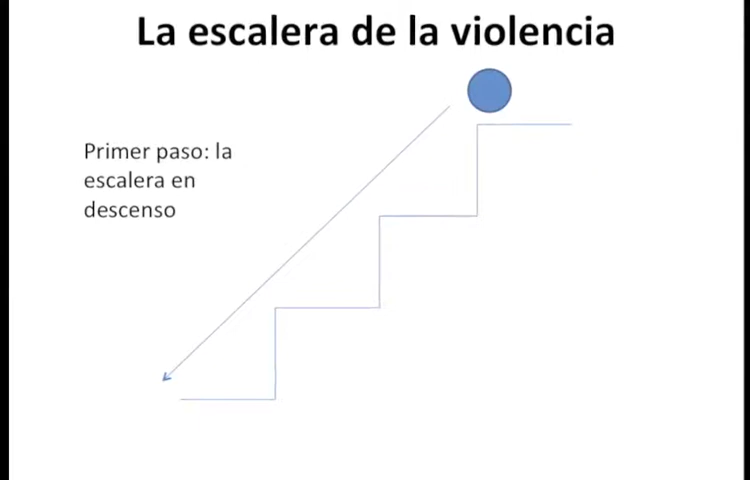 La escalera de la violencia
Primer paso: la
escalera en
descenso